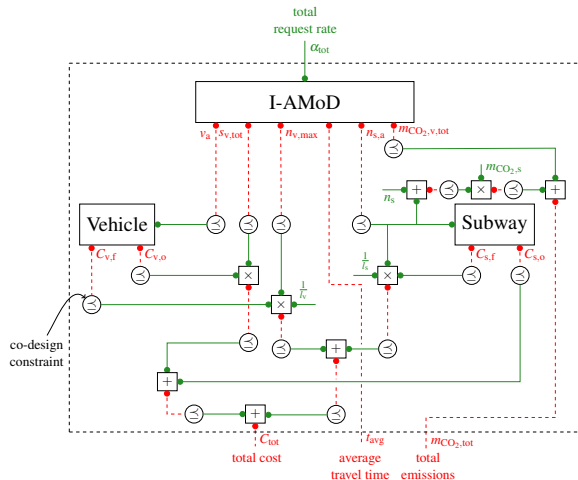 total
request rate
α_tot
I-AMoD
v_a s_v,tot n_v,max n_s,a m_CO₂,v,tot
⪯
m_CO₂,s
n_s + ⪯ × ⪯ +
Vehicle ⪯ ⪯ ⪯ ⪯ Subway
C_v,f C_v,o C_s,f C_s,o
⪯ × 1/l_s × ⪯ ⪯
⪯ × 1/l_v
co-design
constraint
⪯ ⪯ + ⪯
+
⪯ + ⪯
C_tot t_avg m_CO₂,tot
total cost average total
travel time emissions